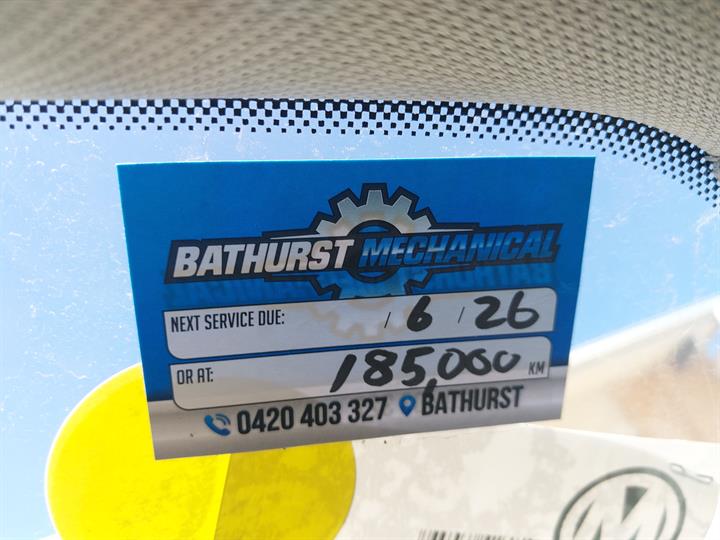 BATHURST MECHANICAL
NEXT SERVICE DUE: / 6 / 26
OR AT: 185,000 KM
0420 403 327 BATHURST